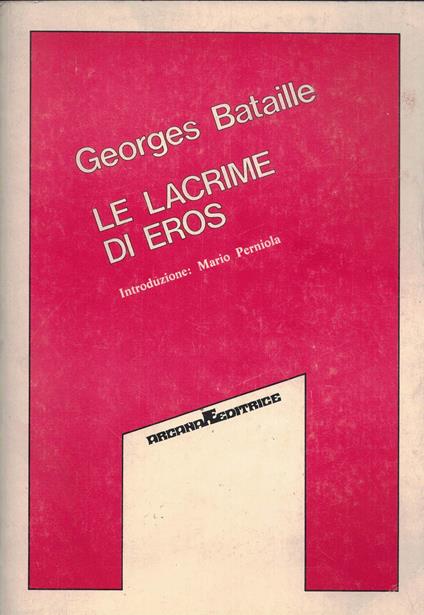 Georges Bataille
LE LACRIME
DI EROS
Introduzione: Mario Perniola
ARCANA Æ EDITRICE